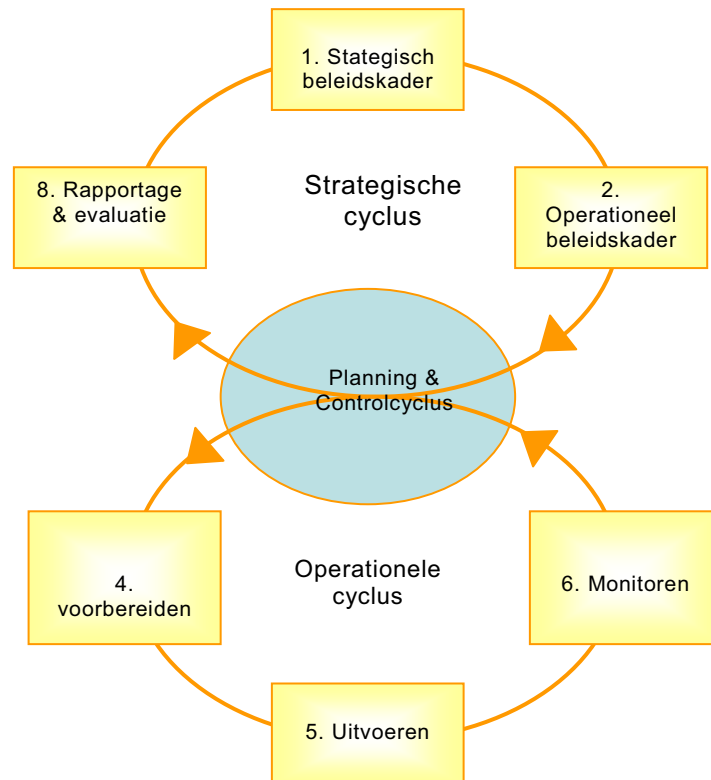 1. Stategisch
beleidskader
8. Rapportage
& evaluatie
Strategische
cyclus
2.
Operationeel
beleidskader
Planning &
Controlcyclus
4.
voorbereiden
Operationele
cyclus
6. Monitoren
5. Uitvoeren